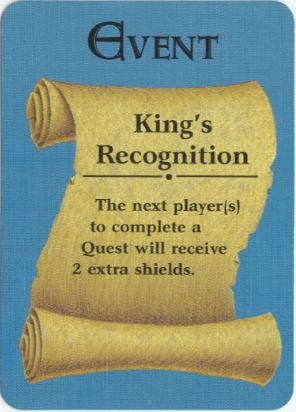 EVENT
King's
Recognition
The next player(s)
to complete a
Quest will receive
2 extra shields.